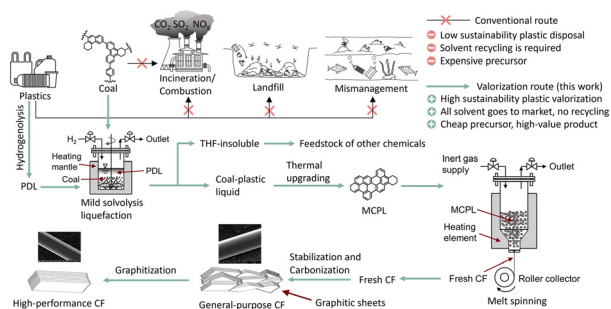 CO₂ SO₂ NOₓ
Plastics
Coal
Incineration/
Combustion
Landfill
Mismanagement
Conventional route
Low sustainability plastic disposal
Solvent recycling is required
Expensive precursor
Valorization route (this work)
High sustainability plastic valorization
All solvent goes to market, no recycling
Cheap precursor, high-value product
Hydrogenolysis
H₂
Outlet
Heating
mantle
PDL
Coal
PDL
Mild solvolysis
liquefaction
THF-insoluble
Feedstock of other chemicals
Coal-plastic
liquid
Thermal
upgrading
MCPL
Inert gas
supply
Outlet
MCPL
Heating
element
Fresh CF
Roller collector
Melt spinning
Fresh CF
Stabilization and
Carbonization
General-purpose CF
Graphitic sheets
Graphitization
High-performance CF